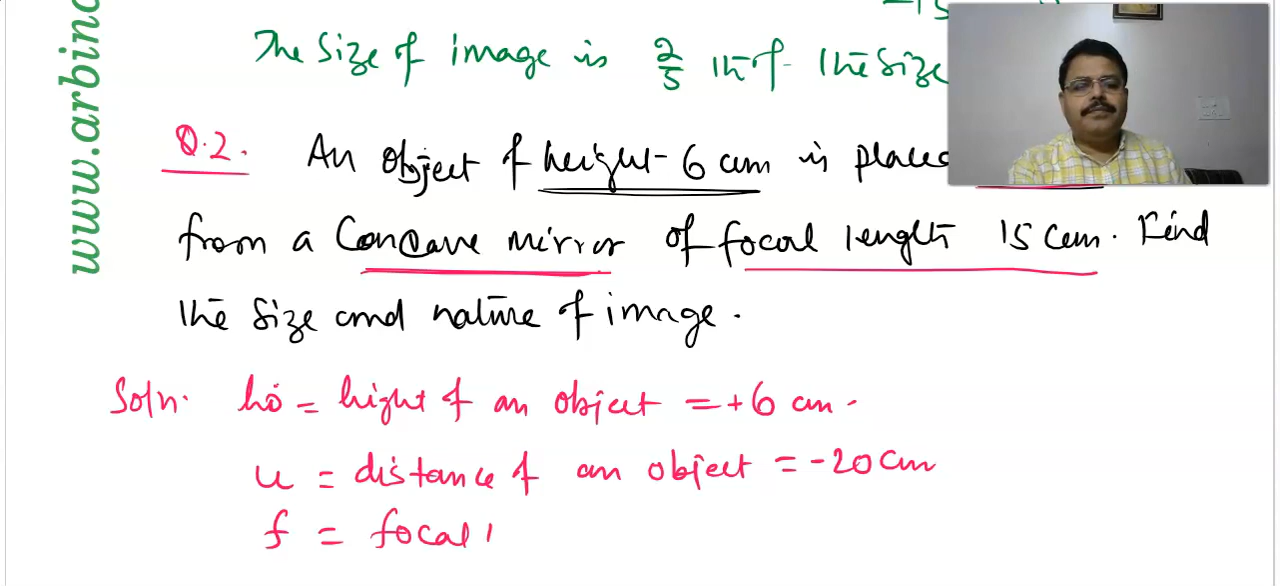 -15
www.arbind
The size of image is 2/5 th of the size
Q.2. An object of height- 6 cm is place
from a Concave mirror of focal length 15 cm. Find
the size and nature of image.
Soln. ho = hight of an object = +6 cm.
u = distance of an object = -20 cm
f = focal l